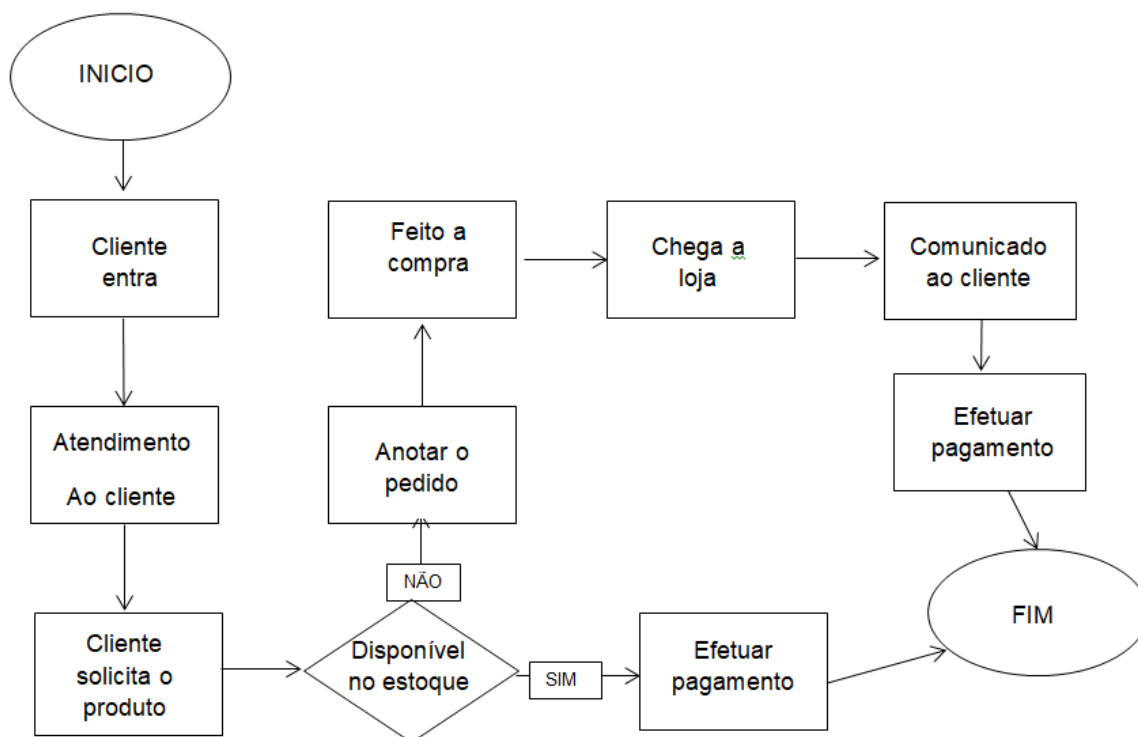 INICIO
Cliente
entra
Atendimento
Ao cliente
Cliente
solicita o
produto
Disponível
no estoque
NÃO
Anotar o
pedido
Feito a
compra
Chega a
loja
Comunicado
ao cliente
Efetuar
pagamento
SIM
Efetuar
pagamento
FIM